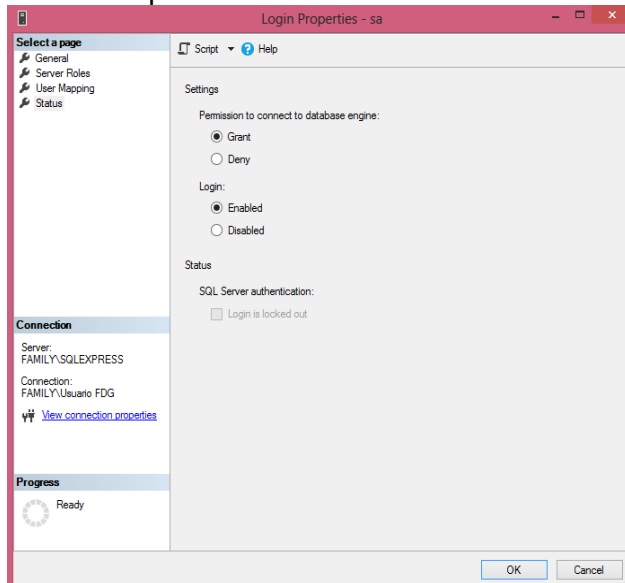 Login Properties - sa
Select a page
General
Server Roles
User Mapping
Status
Script
Help
Settings
Permission to connect to database engine:
Grant
Deny
Login:
Enabled
Disabled
Status
SQL Server authentication:
Login is locked out
Connection
Server:
FAMILY\SQLEXPRESS
Connection:
FAMILY\Usuario FDG
View connection properties
Progress
Ready
OK
Cancel